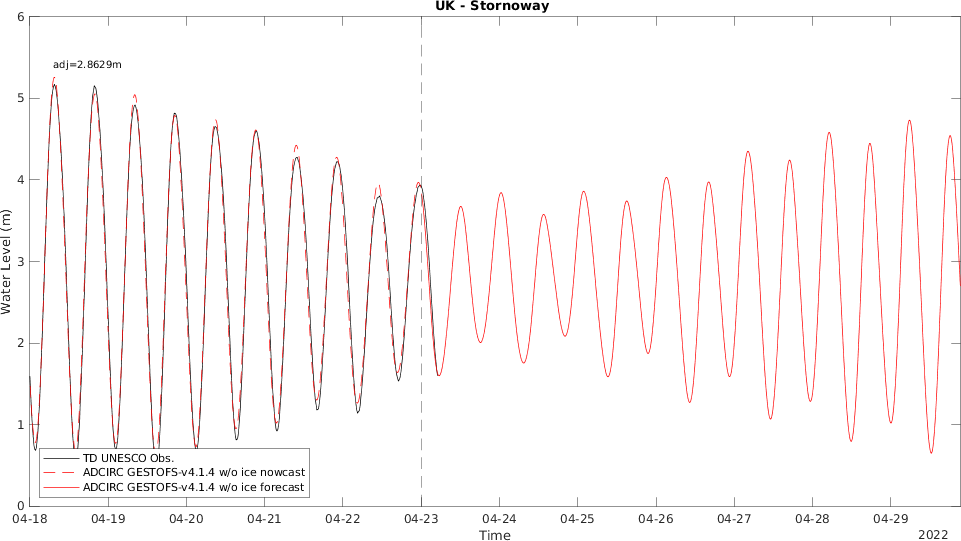 UK - Stornoway
adj=2.8629m
Water Level (m)
6
5
4
3
2
1
0
TD UNESCO Obs.
ADCIRC GESTOFS-v4.1.4 w/o ice nowcast
ADCIRC GESTOFS-v4.1.4 w/o ice forecast
04-18 04-19 04-20 04-21 04-22 04-23 04-24 04-25 04-26 04-27 04-28 04-29
Time
2022